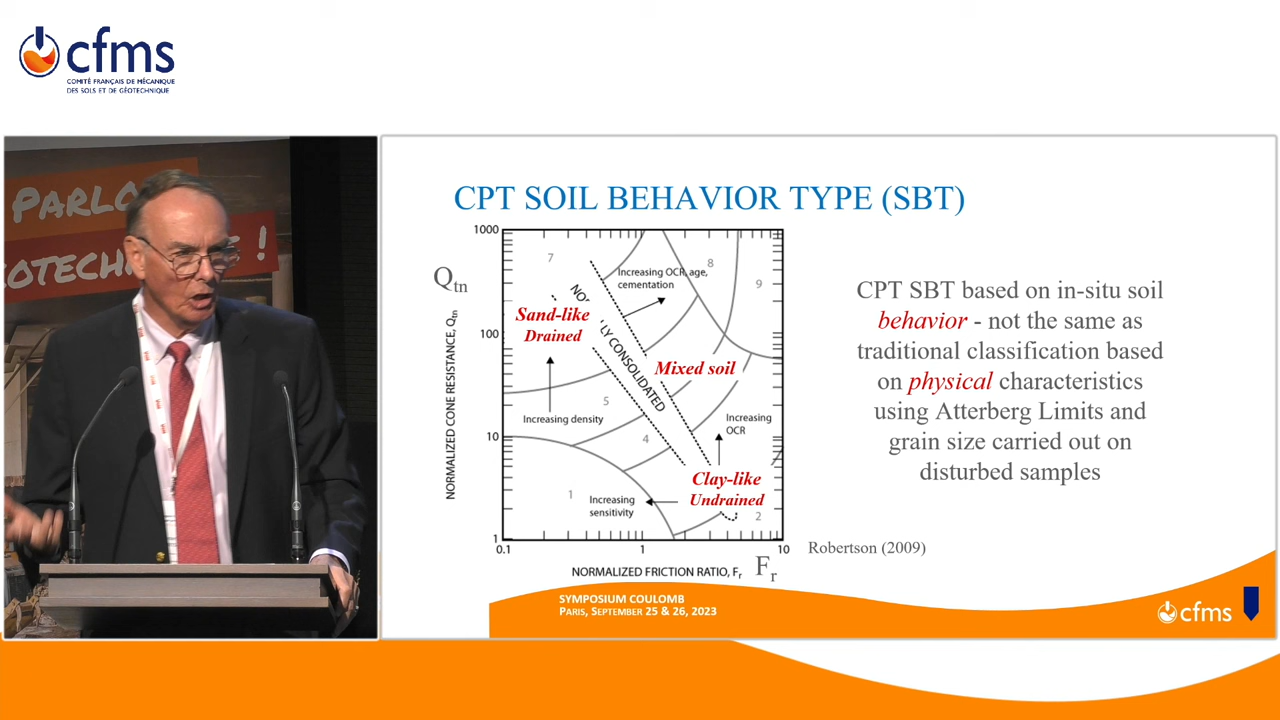 cfms
COMITÉ FRANÇAIS DE MÉCANIQUE
DES SOLS ET DE GÉOTECHNIQUE
PARLO
OTECH
!
CPT SOIL BEHAVIOR TYPE (SBT)
1000
100
10
1
0.1
1
10
Qtn
NORMALIZED CONE RESISTANCE, Qtn
7
8
9
Increasing OCR, age,
cementation
Sand-like
Drained
LY CONSOLIDATED
Mixed soil
5
4
Increasing density
Increasing
OCR
Clay-like
Undrained
1
Increasing
sensitivity
2
NORMALIZED FRICTION RATIO, Fr
Fr
CPT SBT based on in-situ soil
behavior - not the same as
traditional classification based
on physical characteristics
using Atterberg Limits and
grain size carried out on
disturbed samples
Robertson (2009)
SYMPOSIUM COULOMB
PARIS, SEPTEMBER 25 & 26, 2023
cfms